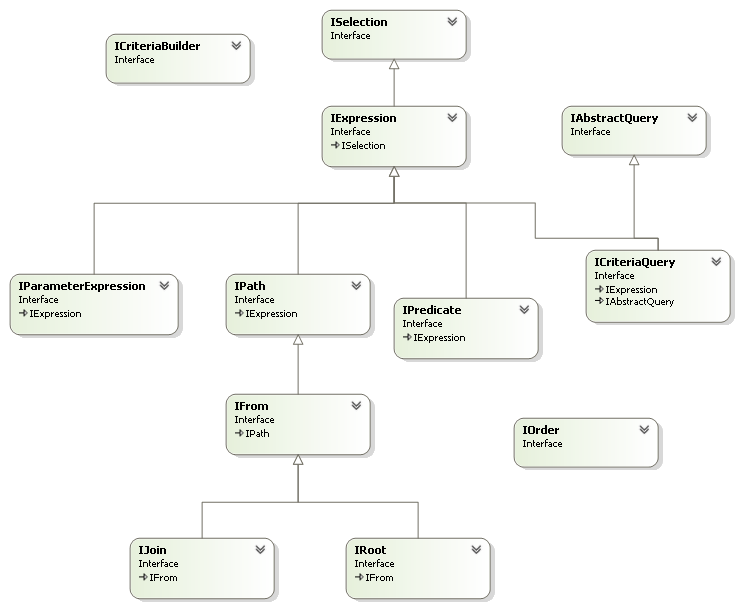 ISelection
Interface
ICriteriaBuilder
Interface
IExpression
Interface
ISelection
IAbstractQuery
Interface
ICriteriaQuery
Interface
IExpression
IAbstractQuery
IParameterExpression
Interface
IExpression
IPath
Interface
IExpression
IPredicate
Interface
IExpression
IFrom
Interface
IPath
IOrder
Interface
IJoin
Interface
IFrom
IRoot
Interface
IFrom